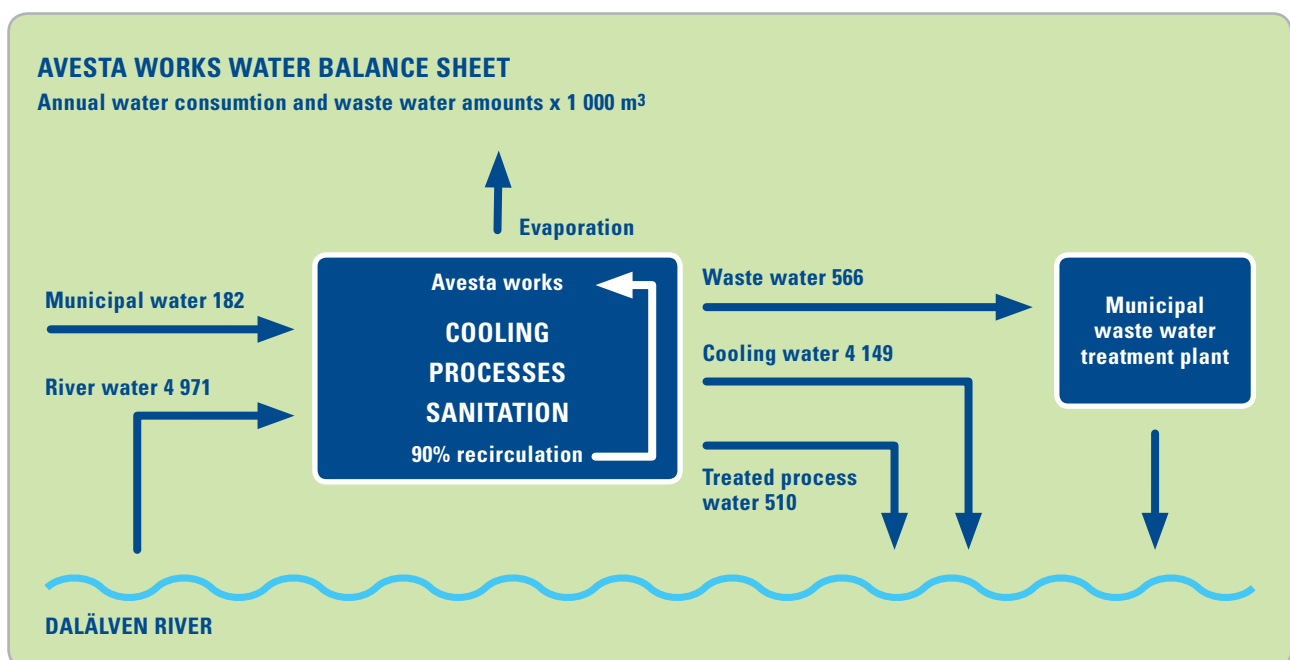 AVESTA WORKS WATER BALANCE SHEET
Annual water consumtion and waste water amounts x 1 000 m³
Evaporation
Municipal water 182
River water 4 971
Avesta works
COOLING
PROCESSES
SANITATION
90% recirculation
Waste water 566
Cooling water 4 149
Treated process
water 510
Municipal
waste water
treatment plant
DALÄLVEN RIVER